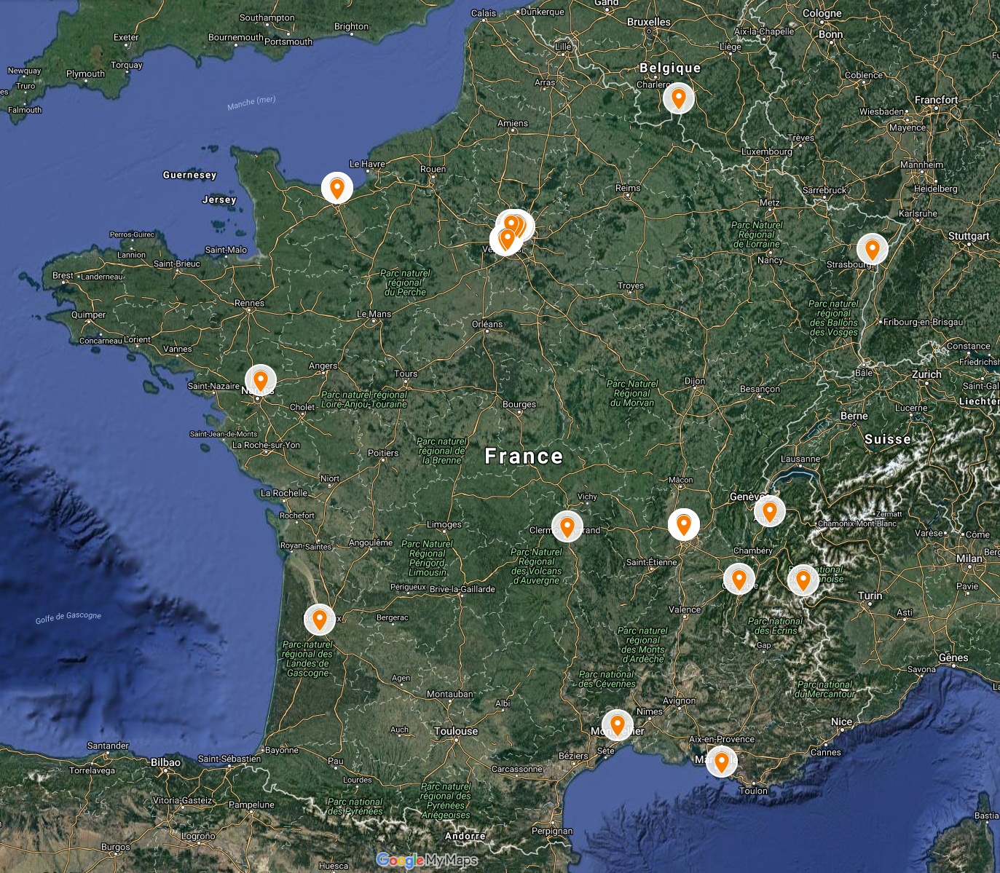 Southampton
Calais
Dunkerque
Gand
Cologne
Exeter
Bournemouth
Portsmouth
Brighton
Bruxelles
Aix-la-Chapelle
Bonn
Torquay
Lille
Liège
Newquay
Plymouth
Belgique
Coblence
Truro
Arras
Charleroi
Francfort
Falmouth
Manche (mer)
Wiesbaden
Mayence
Amiens
Trèves
Luxembourg
Le Havre
Rouen
Mannheim
Guernesey
Reims
Sarrebruck
Heidelberg
Jersey
Metz
Karlsruhe
Parc Naturel
Régional
de Lorraine
Perros-Guirec
Stuttgart
Lannion
Saint-Malo
Nancy
Strasbourg
Saint-Brieuc
Brest
Landerneau
Parc naturel
régional
du Perche
Troyes
Rennes
Quimper
Le Mans
Orléans
Parc naturel
régional
des Ballons
des Vosges
Fribourg-en-Brisgau
Concarneau
Lorient
Vannes
Constance
Friedrichsh
Angers
Tours
Bâle
Zurich
Saint-Nazaire
Parc Naturel
Régional
du Morvan
Dijon
Besançon
Saint-Gal
Liechten
Cholet
Parc naturel régional
Loire-Anjou-Touraine
Bourges
Lucerne
Berne
Saint-Jean-de-Monts
La Roche-sur-Yon
Parc naturel
régional de
la Brenne
France
Suisse
Poitiers
Lausanne
Niort
Mâcon
La Rochelle
Vichy
Genève
Rochefort
Limoges
Zermatt
Chamonix-Mont-Blanc
Royan
Saintes
Angoulême
Parc Naturel
Régional
Périgord
Limousin
Parc Naturel
Régional
des Volcans
d'Auvergne
Varèse
Côme
Chambéry
Saint-Étienne
Milan
Berg
Périgueux
Brive-la-Gaillarde
Pavie
Turin
Valence
Asti
Golfe de Gascogne
Bergerac
Parc national
des Écrins
Parc naturel
régional
des Monts
d'Ardèche
Gap
Parc naturel
régional des
Landes de
Gascogne
Gênes
Savona
Agen
Parc national
des Cévennes
Parc national
du Mercantour
Montauban
Albi
Avignon
Nîmes
Nice
Auch
Toulouse
Aix-en-Provence
Santander
Bayonne
Sète
Cannes
Torrelavega
Bilbao
Saint-Sébastien
Pau
Béziers
Carcassonne
Lourdes
Toulon
Vitoria-Gasteiz
Pampelune
Parc national
des Pyrénées
Parc naturel
régional des
Pyrénées
Ariégeoises
Bastia
Logroño
Andorre
Perpignan
Burgos
Huesca
Google My Maps